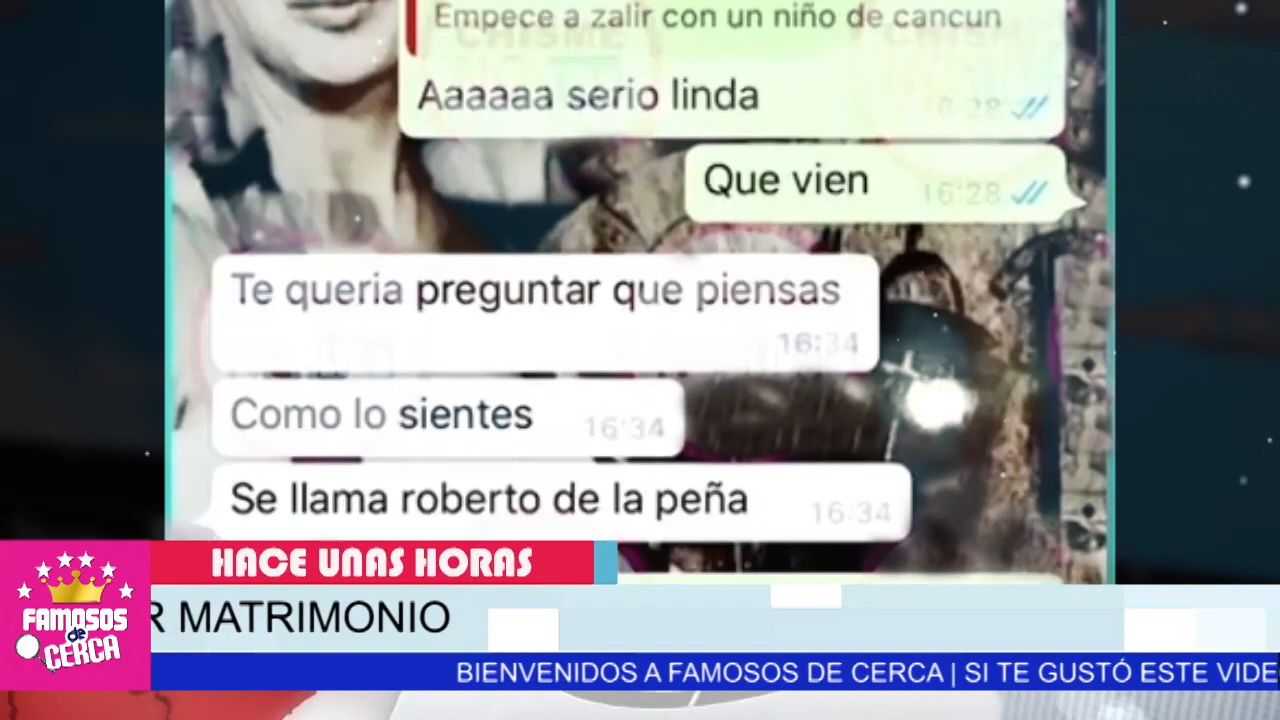 Empece a zalir con un niño de cancun
Aaaaaa serio linda
16:28
Que vien
16:28
Te queria preguntar que piensas
16:34
Como lo sientes
16:34
Se llama roberto de la peña
16:34
HACE UNAS HORAS
R MATRIMONIO
FAMOSOS
de
CERCA
BIENVENIDOS A FAMOSOS DE CERCA | SI TE GUSTÓ ESTE VIDE